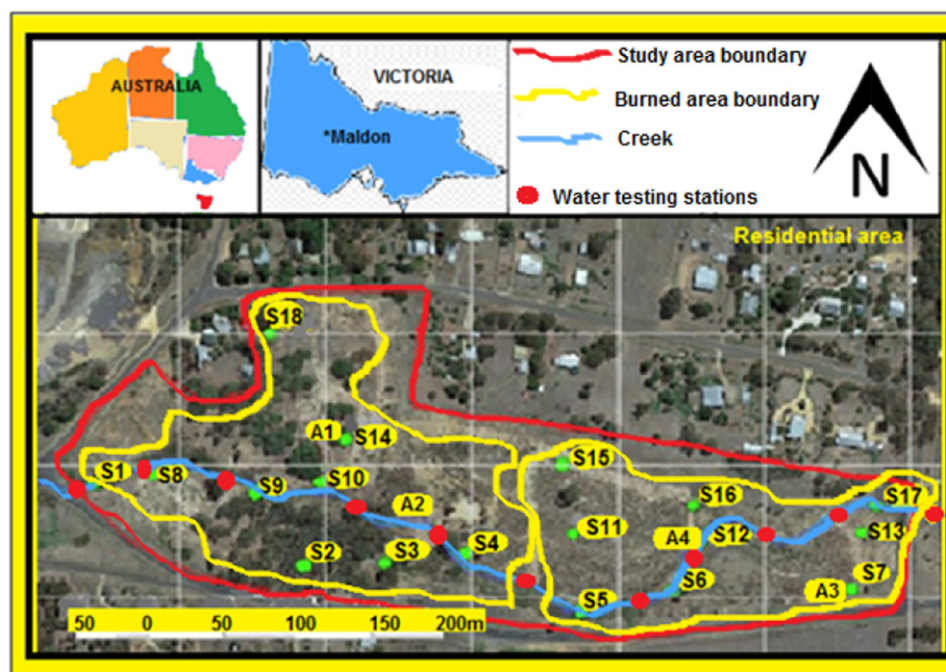 AUSTRALIA
VICTORIA
*Maldon
Study area boundary
Burned area boundary
Creek
Water testing stations
N
Residential area
S18
A1
S14
S15
S1
S8
S9
S10
S16
S17
A2
S11
A4
S12
S13
S2
S3
S4
S6
A3
S7
S5
50 0 50 100 200m